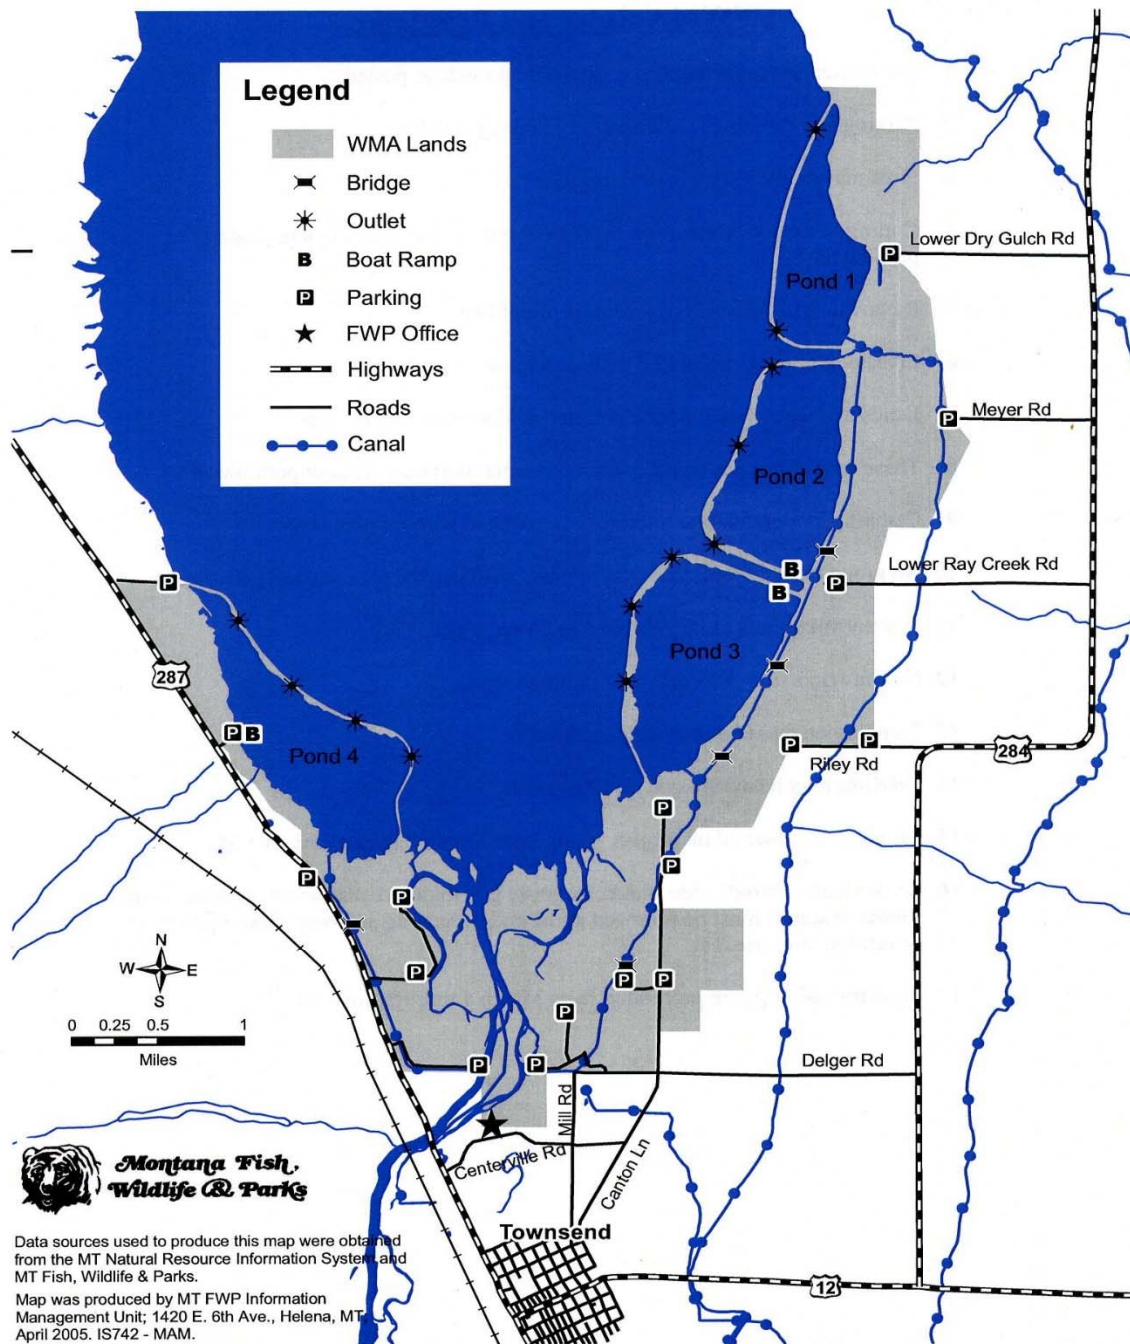 Legend
WMA Lands
Bridge
Outlet
B Boat Ramp
P Parking
FWP Office
Highways
Roads
Canal
Lower Dry Gulch Rd
P
Pond 1
Meyer Rd
P
Pond 2
Lower Ray Creek Rd
B
P
B
P
Pond 3
287
P B
Pond 4
P
P
284
Riley Rd
P
P
P
P
N
W E
S
P
P
P
P
0 0.25 0.5 1
Miles
P
P
Delger Rd
Mill Rd
Centerville Rd
Canton Ln
Montana Fish,
Wildlife & Parks
Townsend
12
Data sources used to produce this map were obtained
from the MT Natural Resource Information System and
MT Fish, Wildlife & Parks.
Map was produced by MT FWP Information
Management Unit; 1420 E. 6th Ave., Helena, MT,
April 2005. IS742 - MAM.